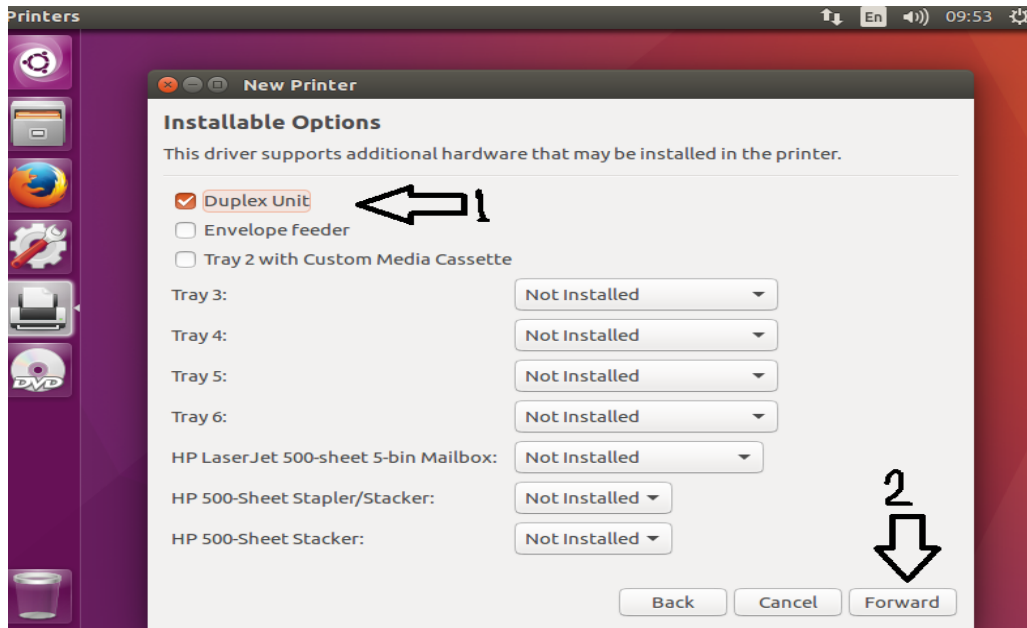 Printers En 09:53
New Printer
Installable Options
This driver supports additional hardware that may be installed in the printer.
Duplex Unit 1
Envelope feeder
Tray 2 with Custom Media Cassette
Tray 3: Not Installed
Tray 4: Not Installed
Tray 5: Not Installed
Tray 6: Not Installed
HP LaserJet 500-sheet 5-bin Mailbox: Not Installed
HP 500-Sheet Stapler/Stacker: Not Installed
HP 500-Sheet Stacker: Not Installed
2
Back Cancel Forward
DVD